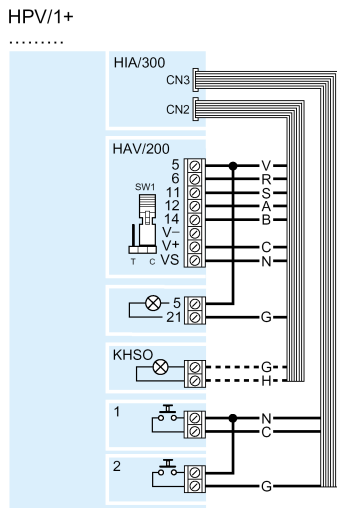 HPV/1+
.........
HIA/300
CN3
CN2
HAV/200
5 V
6 R
SW1
11 S
12 A
14 B
V–
V+ C
T C VS N
5
21 G
KHSO
G
H
1 N
C
2
G